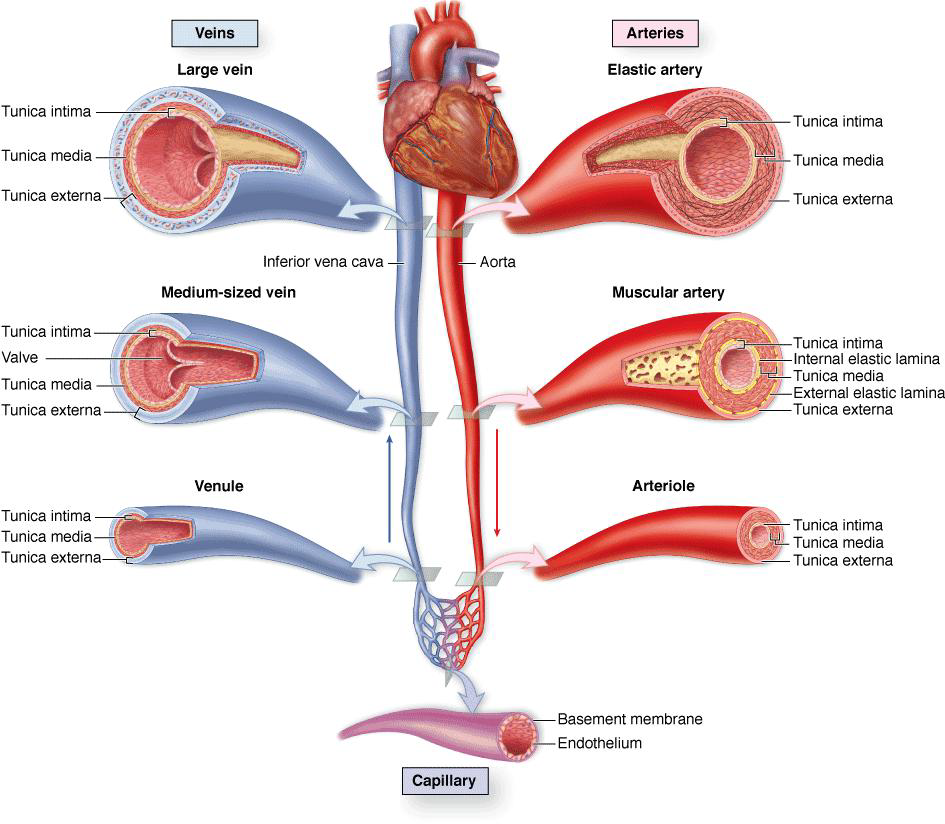 Veins
Arteries
Large vein
Elastic artery
Tunica intima
Tunica media
Tunica externa
Tunica intima
Tunica media
Tunica externa
Inferior vena cava
Aorta
Medium-sized vein
Muscular artery
Tunica intima
Valve
Tunica media
Tunica externa
Tunica intima
Internal elastic lamina
Tunica media
External elastic lamina
Tunica externa
Venule
Arteriole
Tunica intima
Tunica media
Tunica externa
Tunica intima
Tunica media
Tunica externa
Basement membrane
Endothelium
Capillary